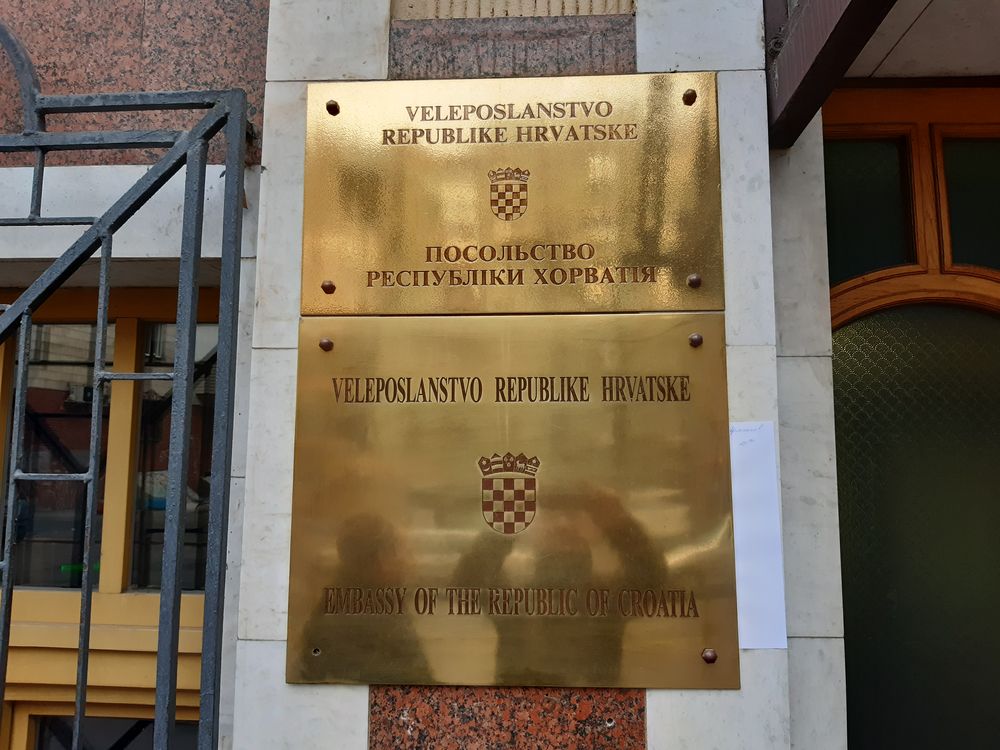 VELEPOSLANSTVO
REPUBLIKE HRVATSKE
ПОСОЛЬСТВО
РЕСПУБЛІКИ ХОРВАТІЯ
VELEPOSLANSTVO REPUBLIKE HRVATSKE
EMBASSY OF THE REPUBLIC OF CROATIA